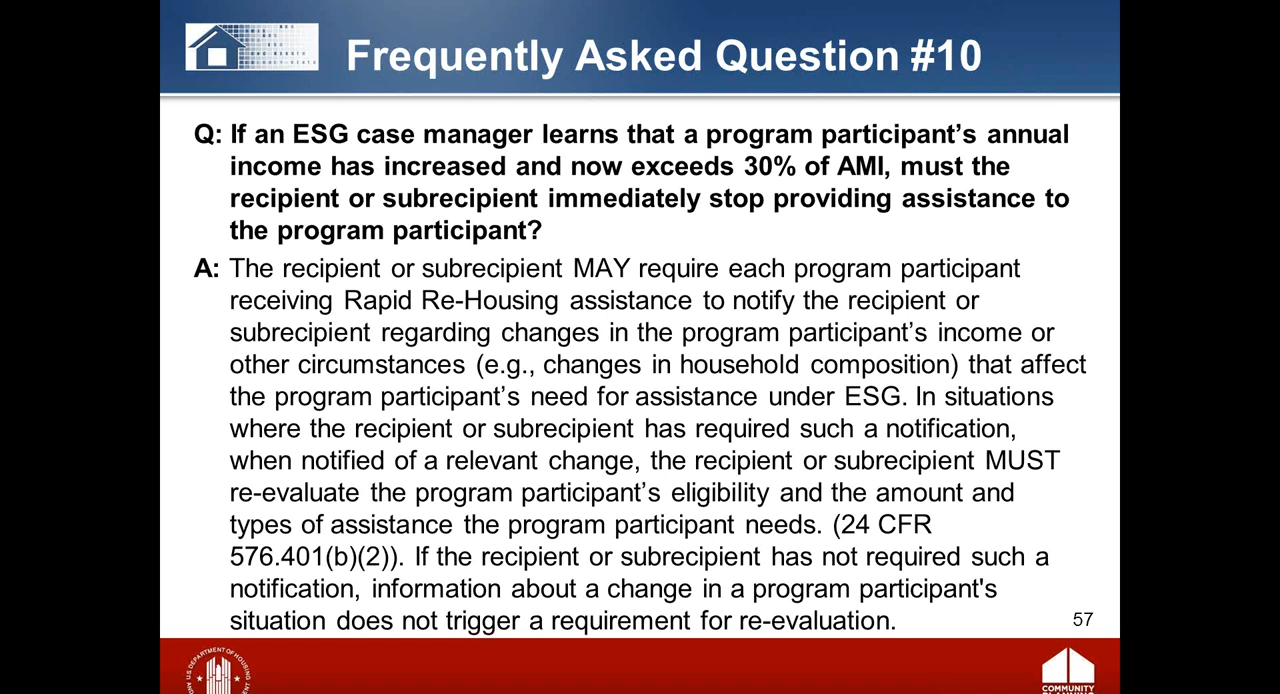 Frequently Asked Question #10
Q: If an ESG case manager learns that a program participant’s annual
income has increased and now exceeds 30% of AMI, must the
recipient or subrecipient immediately stop providing assistance to
the program participant?
A: The recipient or subrecipient MAY require each program participant
receiving Rapid Re-Housing assistance to notify the recipient or
subrecipient regarding changes in the program participant’s income or
other circumstances (e.g., changes in household composition) that affect
the program participant’s need for assistance under ESG. In situations
where the recipient or subrecipient has required such a notification,
when notified of a relevant change, the recipient or subrecipient MUST
re-evaluate the program participant’s eligibility and the amount and
types of assistance the program participant needs. (24 CFR
576.401(b)(2)). If the recipient or subrecipient has not required such a
notification, information about a change in a program participant's
situation does not trigger a requirement for re-evaluation.
57
U.S. DEPARTMENT OF HOUSING
COMMUNITY
PLANNING